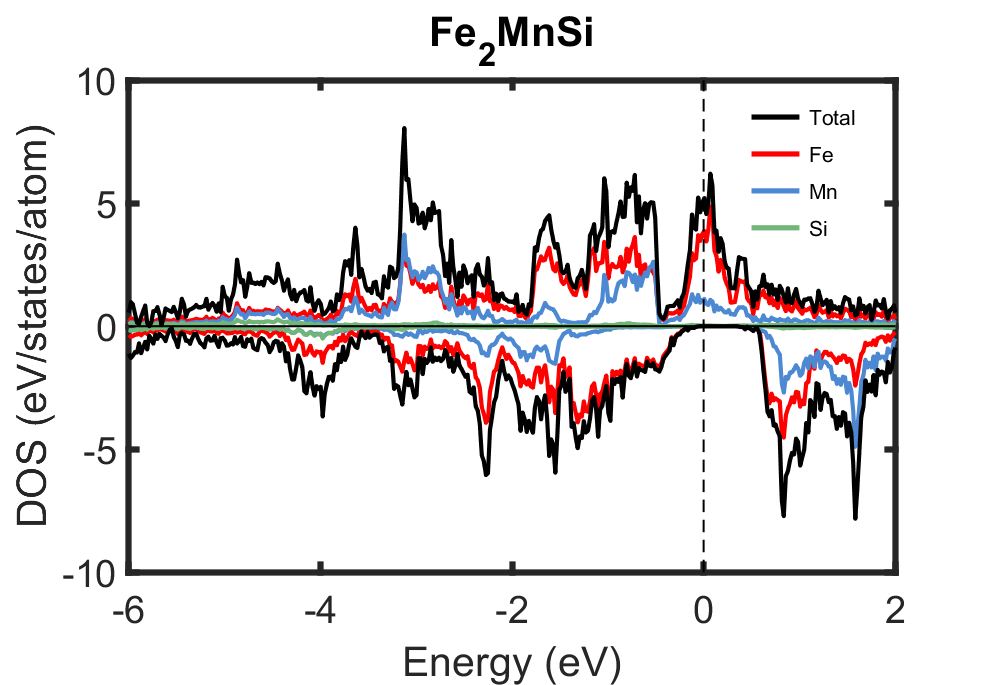 Fe2MnSi
10
5
0
-5
-10
DOS (eV/states/atom)
Total
Fe
Mn
Si
-6 -4 -2 0 2
Energy (eV)